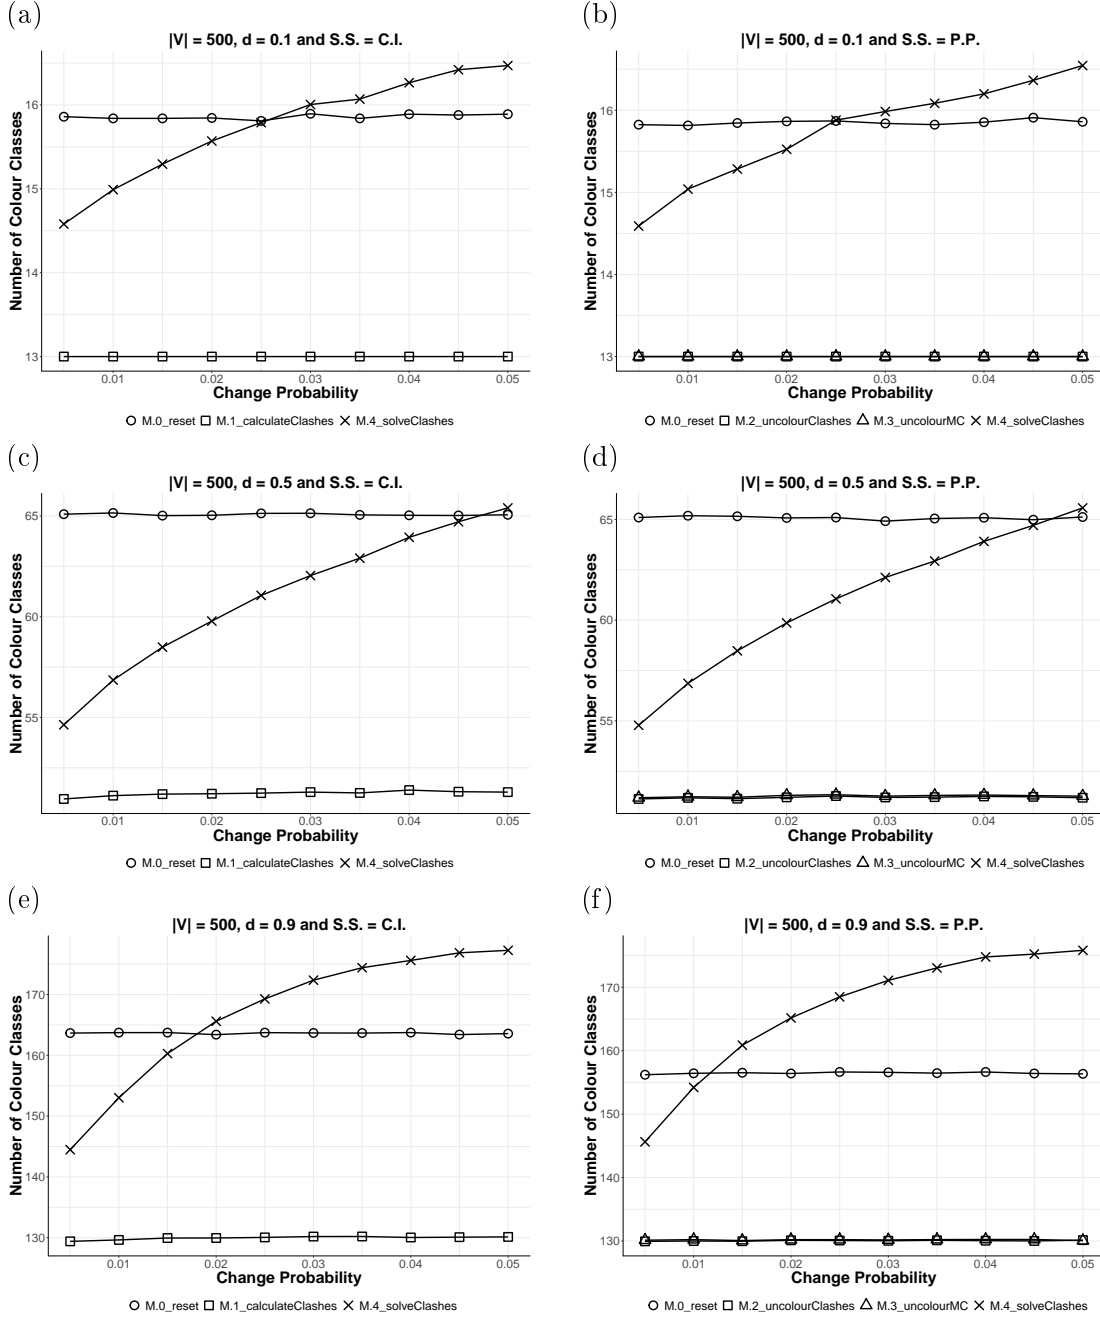 (a)
|V| = 500, d = 0.1 and S.S. = C.I.
Number of Colour Classes
16
15
14
13
0.01 0.02 0.03 0.04 0.05
Change Probability
M.0_reset M.1_calculateClashes M.4_solveClashes
(b)
|V| = 500, d = 0.1 and S.S. = P.P.
Number of Colour Classes
16
15
14
13
0.01 0.02 0.03 0.04 0.05
Change Probability
M.0_reset M.2_uncolourClashes M.3_uncolourMC M.4_solveClashes
(c)
|V| = 500, d = 0.5 and S.S. = C.I.
Number of Colour Classes
65
60
55
0.01 0.02 0.03 0.04 0.05
Change Probability
M.0_reset M.1_calculateClashes M.4_solveClashes
(d)
|V| = 500, d = 0.5 and S.S. = P.P.
Number of Colour Classes
65
60
55
0.01 0.02 0.03 0.04 0.05
Change Probability
M.0_reset M.2_uncolourClashes M.3_uncolourMC M.4_solveClashes
(e)
|V| = 500, d = 0.9 and S.S. = C.I.
Number of Colour Classes
170
160
150
140
130
0.01 0.02 0.03 0.04 0.05
Change Probability
M.0_reset M.1_calculateClashes M.4_solveClashes
(f)
|V| = 500, d = 0.9 and S.S. = P.P.
Number of Colour Classes
170
160
150
140
130
0.01 0.02 0.03 0.04 0.05
Change Probability
M.0_reset M.2_uncolourClashes M.3_uncolourMC M.4_solveClashes